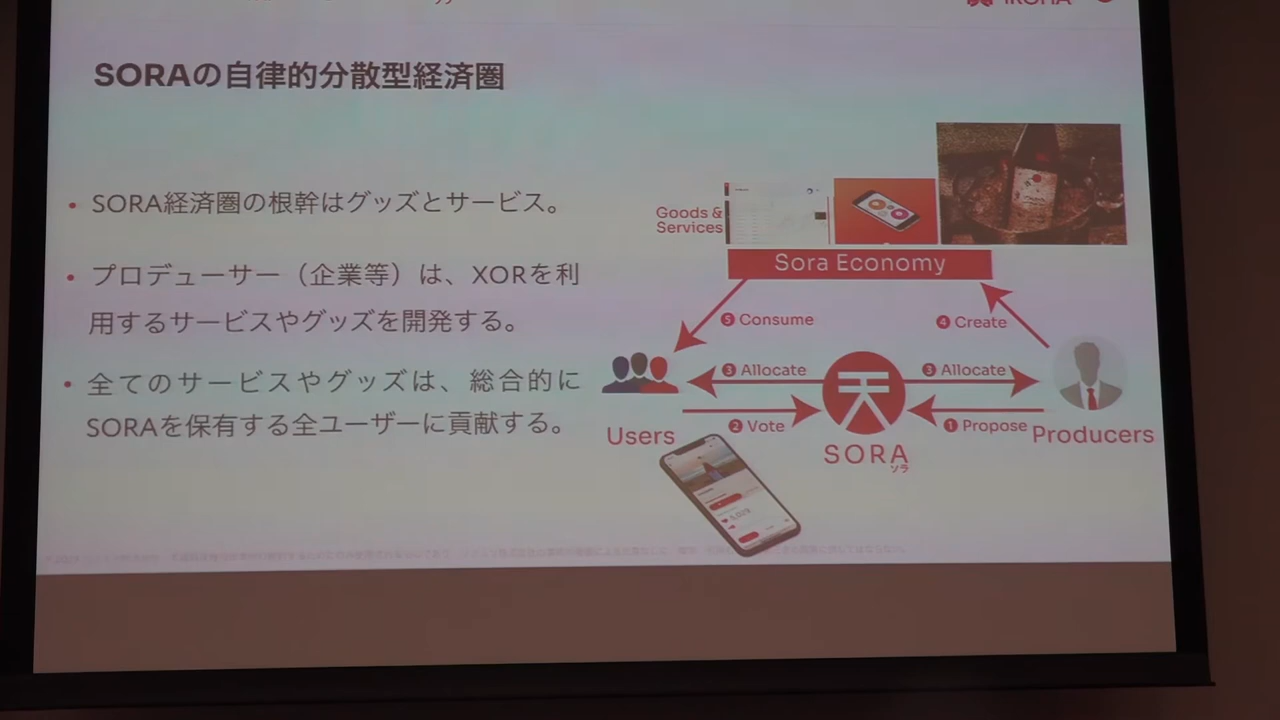 SORAの自律的分散型経済圏
SORA経済圏の根幹はグッズとサービス。
プロデューサー（企業等）は、XORを利
用するサービスやグッズを開発する。
全てのサービスやグッズは、総合的に
SORAを保有する全ユーザーに貢献する。
Goods &
Services
Sora Economy
5 Consume
4 Create
3 Allocate
3 Allocate
2 Vote
1 Propose
Users
Producers
SORA
ソラ